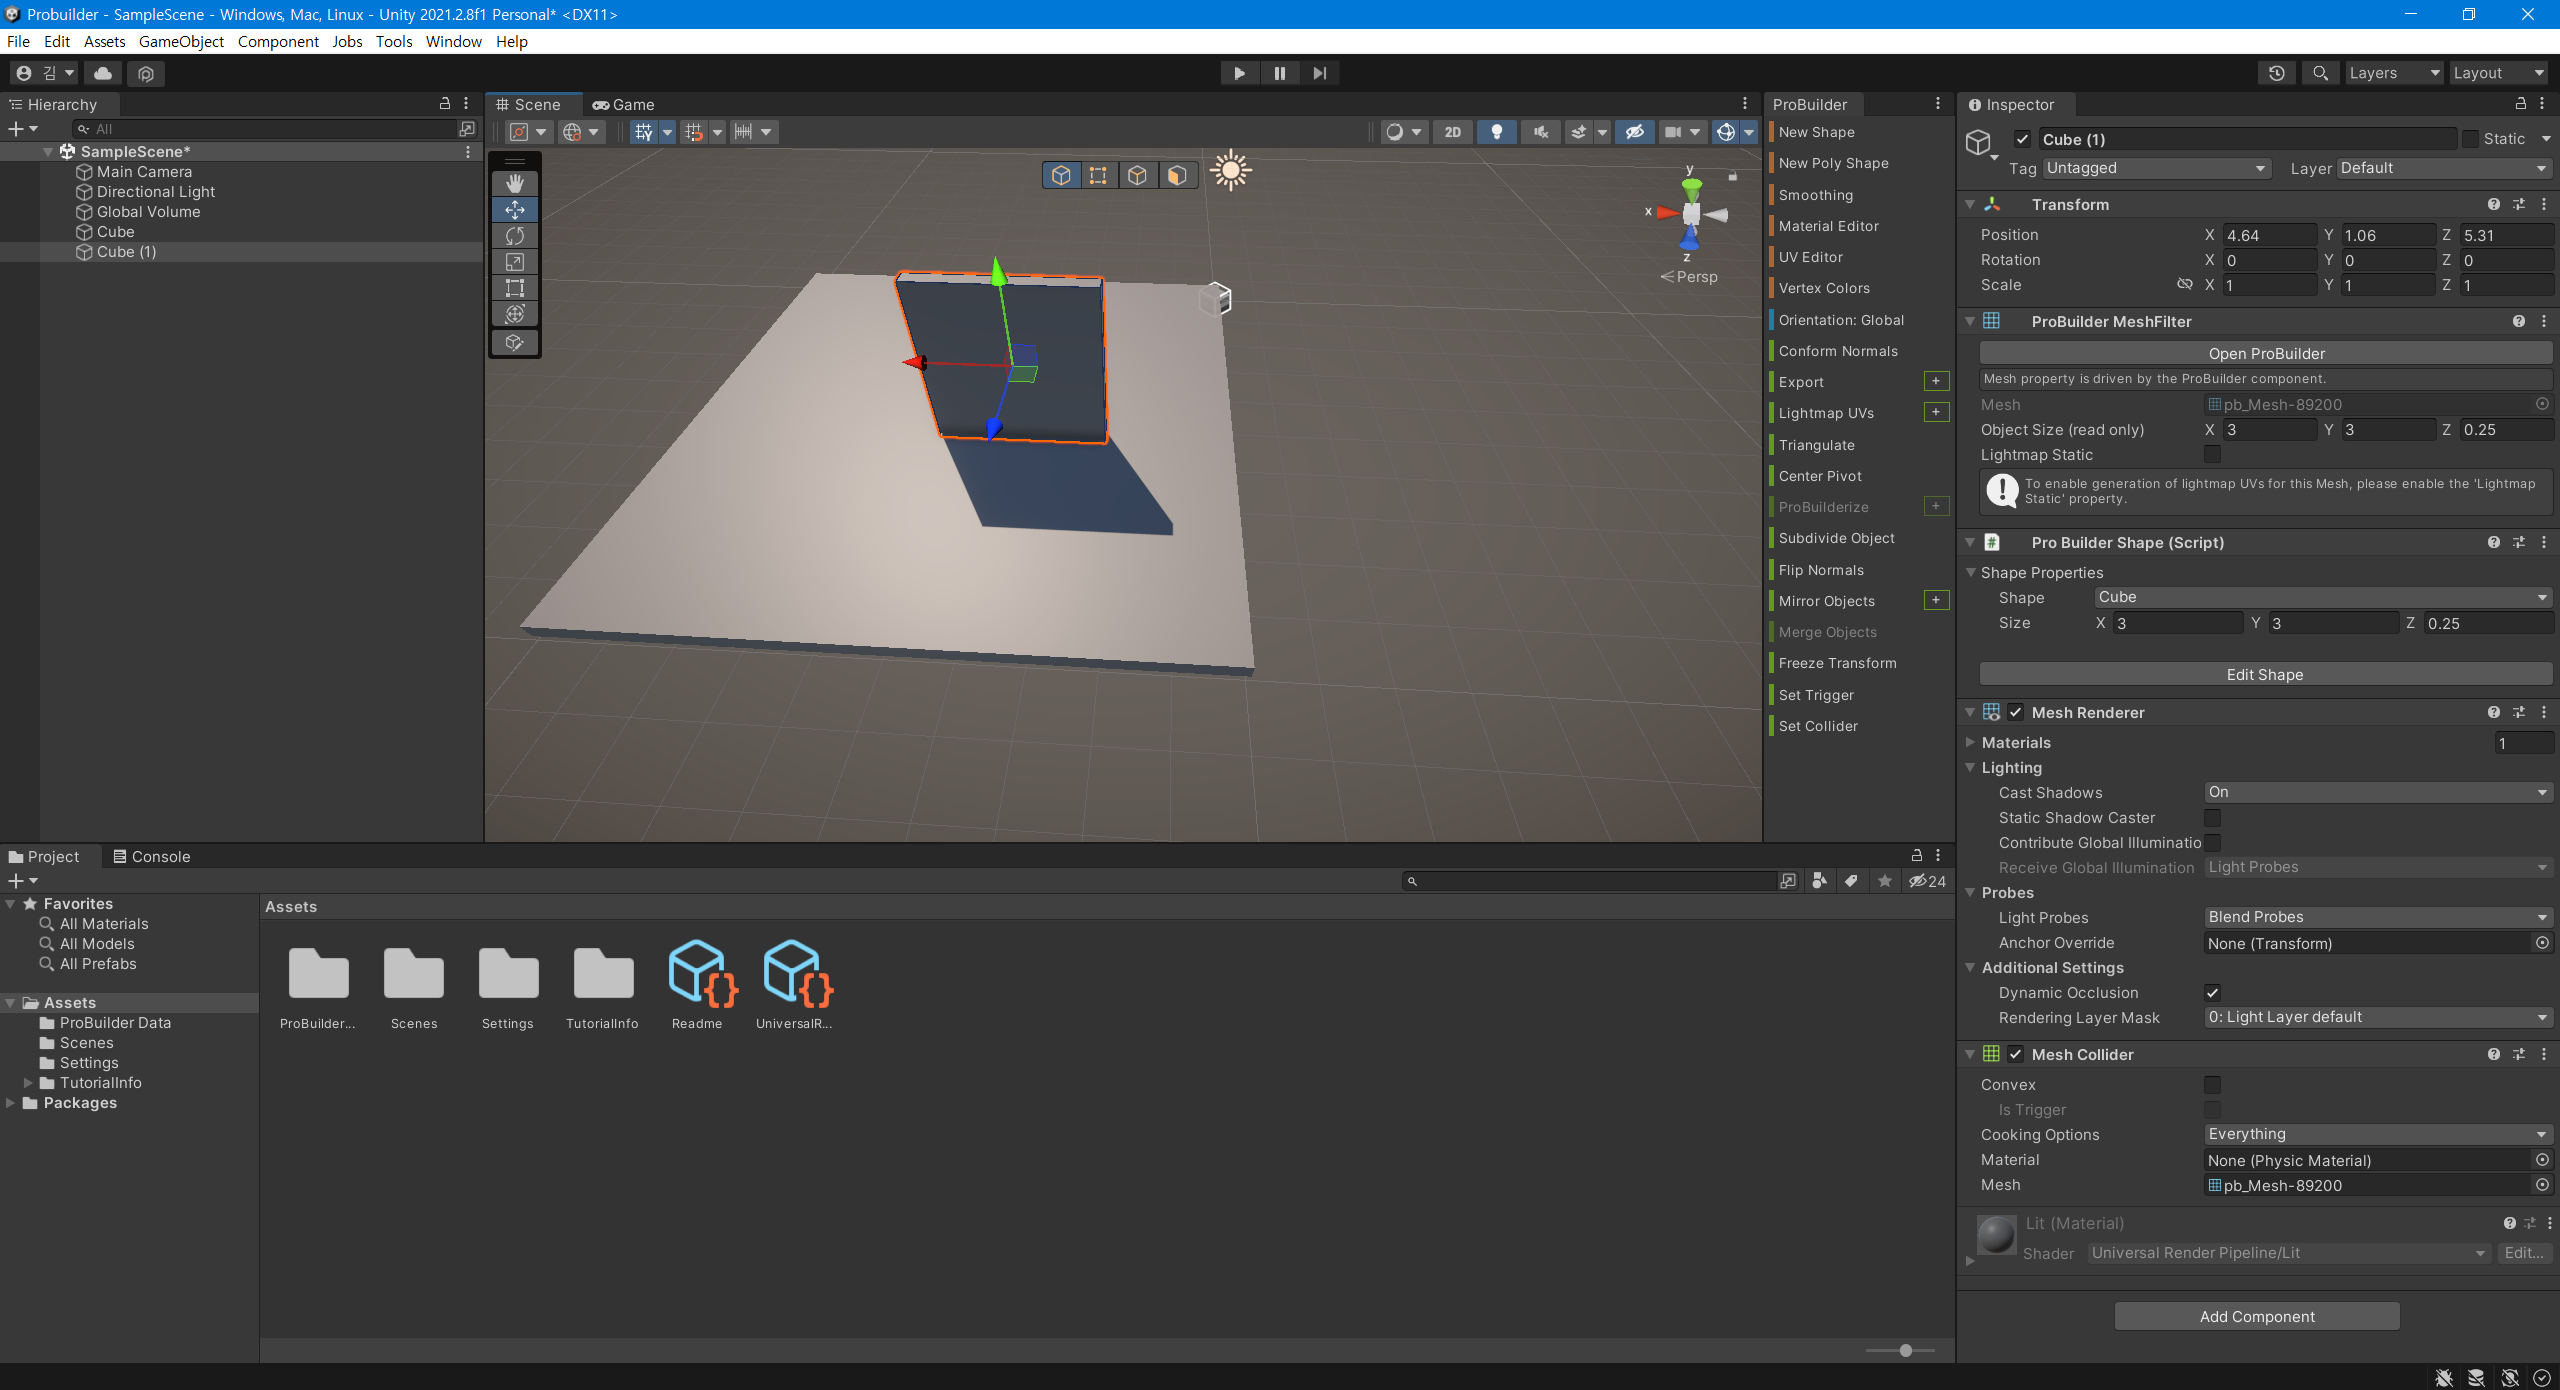 Probuilder - SampleScene - Windows, Mac, Linux - Unity 2021.2.8f1 Personal* <DX11>
File Edit Assets GameObject Component Jobs Tools Window Help
김 Layers Layout
Hierarchy
All
SampleScene*
Main Camera
Directional Light
Global Volume
Cube
Cube (1)
Scene Game
2D
y
x
z
Persp
ProBuilder
New Shape
New Poly Shape
Smoothing
Material Editor
UV Editor
Vertex Colors
Orientation: Global
Conform Normals
Export +
Lightmap UVs +
Triangulate
Center Pivot
ProBuilderize +
Subdivide Object
Flip Normals
Mirror Objects +
Merge Objects
Freeze Transform
Set Trigger
Set Collider
Inspector
Cube (1) Static
Tag Untagged Layer Default
Transform
Position X 4.64 Y 1.06 Z 5.31
Rotation X 0 Y 0 Z 0
Scale X 1 Y 1 Z 1
ProBuilder MeshFilter
Open ProBuilder
Mesh property is driven by the ProBuilder component.
Mesh pb_Mesh-89200
Object Size (read only) X 3 Y 3 Z 0.25
Lightmap Static
To enable generation of lightmap UVs for this Mesh, please enable the 'Lightmap
Static' property.
Pro Builder Shape (Script)
Shape Properties
Shape Cube
Size X 3 Y 3 Z 0.25
Edit Shape
Mesh Renderer
Materials 1
Lighting
Cast Shadows On
Static Shadow Caster
Contribute Global Illuminatio
Receive Global Illumination Light Probes
Probes
Light Probes Blend Probes
Anchor Override None (Transform)
Additional Settings
Dynamic Occlusion
Rendering Layer Mask 0: Light Layer default
Mesh Collider
Convex
Is Trigger
Cooking Options Everything
Material None (Physic Material)
Mesh pb_Mesh-89200
Lit (Material)
Shader Universal Render Pipeline/Lit Edit...
Add Component
Project Console
24
Favorites
All Materials
All Models
All Prefabs
Assets
ProBuilder Data
Scenes
Settings
TutorialInfo
Packages
Assets
ProBuilder... Scenes Settings TutorialInfo Readme UniversalR...